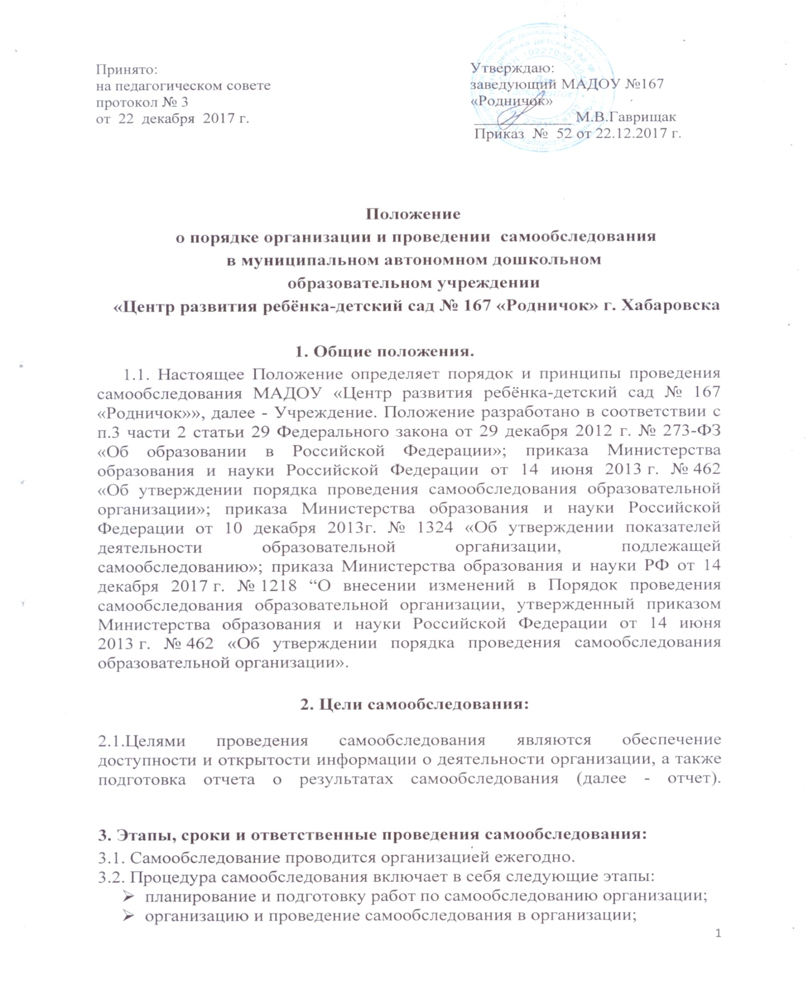 Принято:
на педагогическом совете
протокол № 3
от 22 декабря 2017 г.
Утверждаю:
заведующий МАДОУ №167
«Родничок»
____________ М.В.Гаврищак
Приказ № 52 от 22.12.2017 г.
Для
документов
Положение
о порядке организации и проведении самообследования
в муниципальном автономном дошкольном
образовательном учреждении
«Центр развития ребёнка-детский сад № 167 «Родничок» г. Хабаровска
1. Общие положения.
1.1. Настоящее Положение определяет порядок и принципы проведения
самообследования МАДОУ «Центр развития ребёнка-детский сад № 167
«Родничок»», далее - Учреждение. Положение разработано в соответствии с
п.3 части 2 статьи 29 Федерального закона от 29 декабря 2012 г. № 273-ФЗ
«Об образовании в Российской Федерации»; приказа Министерства
образования и науки Российской Федерации от 14 июня 2013 г. № 462
«Об утверждении порядка проведения самообследования образовательной
организации»; приказа Министерства образования и науки Российской
Федерации от 10 декабря 2013г. № 1324 «Об утверждении показателей
деятельности образовательной организации, подлежащей
самообследованию»; приказа Министерства образования и науки РФ от 14
декабря 2017 г. № 1218 “О внесении изменений в Порядок проведения
самообследования образовательной организации, утвержденный приказом
Министерства образования и науки Российской Федерации от 14 июня
2013 г. № 462 «Об утверждении порядка проведения самообследования
образовательной организации».
2. Цели самообследования:
2.1.Целями проведения самообследования являются обеспечение
доступности и открытости информации о деятельности организации, а также
подготовка отчета о результатах самообследования (далее - отчет).
3. Этапы, сроки и ответственные проведения самообследования:
3.1. Самообследование проводится организацией ежегодно.
3.2. Процедура самообследования включает в себя следующие этапы:
➢ планирование и подготовку работ по самообследованию организации;
➢ организацию и проведение самообследования в организации;
1